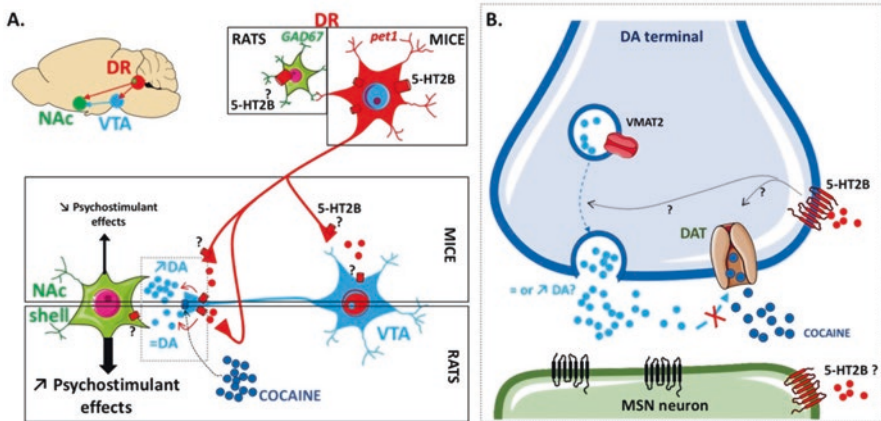 A.
DR
NAc
VTA
DR
RATS
GAD67
?
5-HT2B
pet1
MICE
5-HT2B
↘ Psychostimulant
effects
?
5-HT2B
?
MICE
↗DA
?
NAc
shell
?
=DA
VTA
RATS
↗ Psychostimulant
effects
COCAINE
B.
DA terminal
VMAT2
5-HT2B
?
?
DAT
= or ↗ DA?
COCAINE
5-HT2B ?
MSN neuron